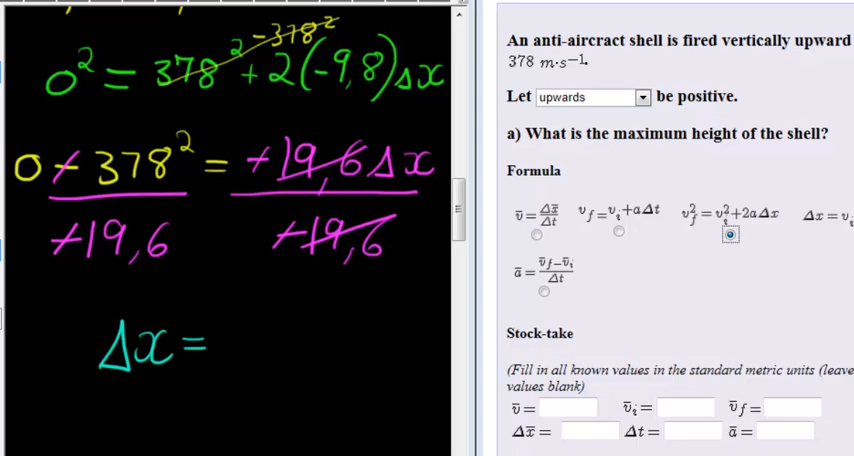 -378²
0² = 378² + 2(-9,8)Δx
0 - 378² = -19,6Δx
-19,6 -19,6
Δx =
An anti-aircract shell is fired vertically upward
378 m·s⁻¹.
Let upwards be positive.
a) What is the maximum height of the shell?
Formula
v̅ = Δx̅/Δt v_f = v_i + aΔt v_f² = v_i² + 2aΔx Δx = v_i
a̅ = (v̅_f - v̅_i)/Δt
Stock-take
(Fill in all known values in the standard metric units (leave
values blank)
v̅ = v̅_i = v̅_f =
Δx̅ = Δt = a̅ =